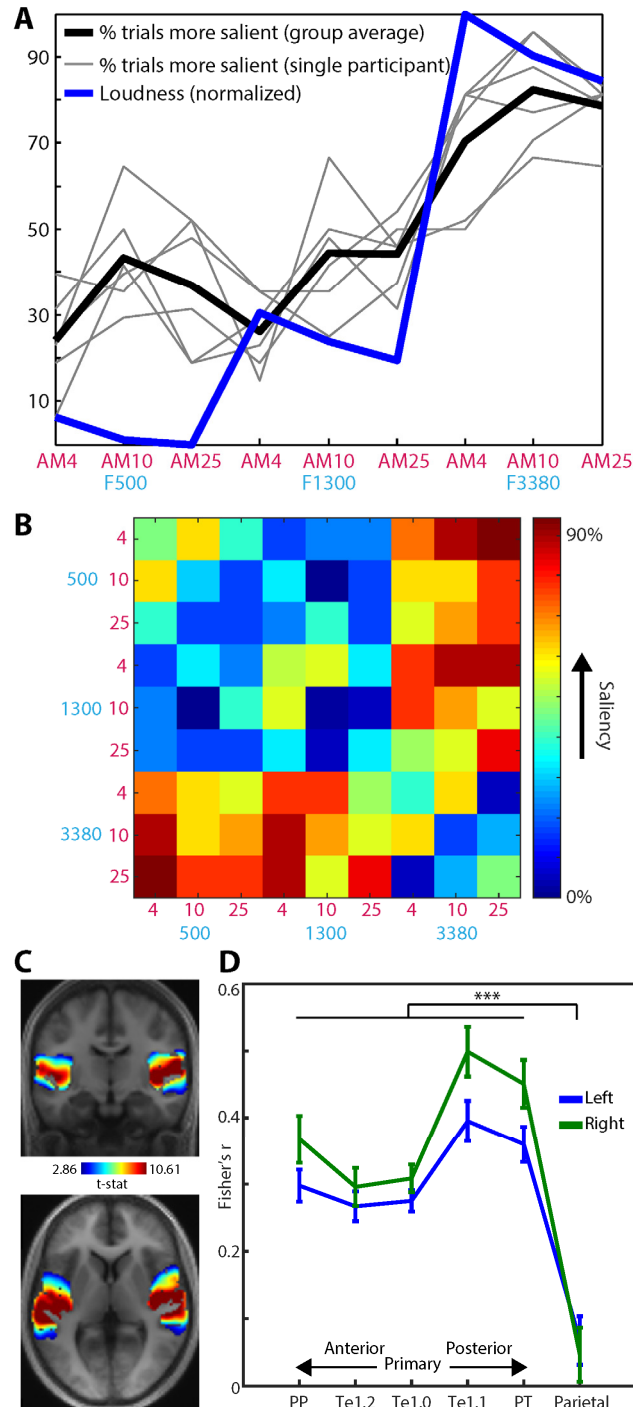 A
% trials more salient (group average)
% trials more salient (single participant)
Loudness (normalized)
90
70
50
30
10
AM4 AM10 AM25 AM4 AM10 AM25 AM4 AM10 AM25
F500 F1300 F3380
B
4
500 10
25
4
1300 10
25
4
3380 10
25
4 10 25 4 10 25 4 10 25
500 1300 3380
90%
Saliency
0%
C
2.86 10.61
t-stat
D
0.6
***
Left
Right
0.4
Fisher's r
0.2
Anterior Posterior
Primary
0
PP Te1.2 Te1.0 Te1.1 PT Parietal